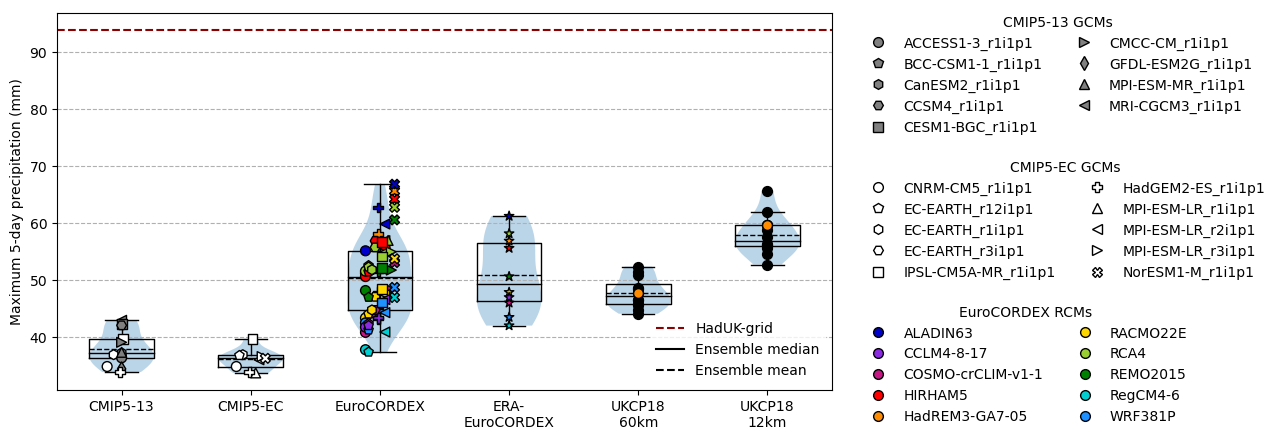 Maximum 5-day precipitation (mm)
90
80
70
60
50
40
CMIP5-13
CMIP5-EC
EuroCORDEX
ERA-
EuroCORDEX
UKCP18
60km
UKCP18
12km
HadUK-grid
Ensemble median
Ensemble mean
CMIP5-13 GCMs
ACCESS1-3_r1i1p1
BCC-CSM1-1_r1i1p1
CanESM2_r1i1p1
CCSM4_r1i1p1
CESM1-BGC_r1i1p1
CMCC-CM_r1i1p1
GFDL-ESM2G_r1i1p1
MPI-ESM-MR_r1i1p1
MRI-CGCM3_r1i1p1
CMIP5-EC GCMs
CNRM-CM5_r1i1p1
EC-EARTH_r12i1p1
EC-EARTH_r1i1p1
EC-EARTH_r3i1p1
IPSL-CM5A-MR_r1i1p1
HadGEM2-ES_r1i1p1
MPI-ESM-LR_r1i1p1
MPI-ESM-LR_r2i1p1
MPI-ESM-LR_r3i1p1
NorESM1-M_r1i1p1
EuroCORDEX RCMs
ALADIN63
CCLM4-8-17
COSMO-crCLIM-v1-1
HIRHAM5
HadREM3-GA7-05
RACMO22E
RCA4
REMO2015
RegCM4-6
WRF381P